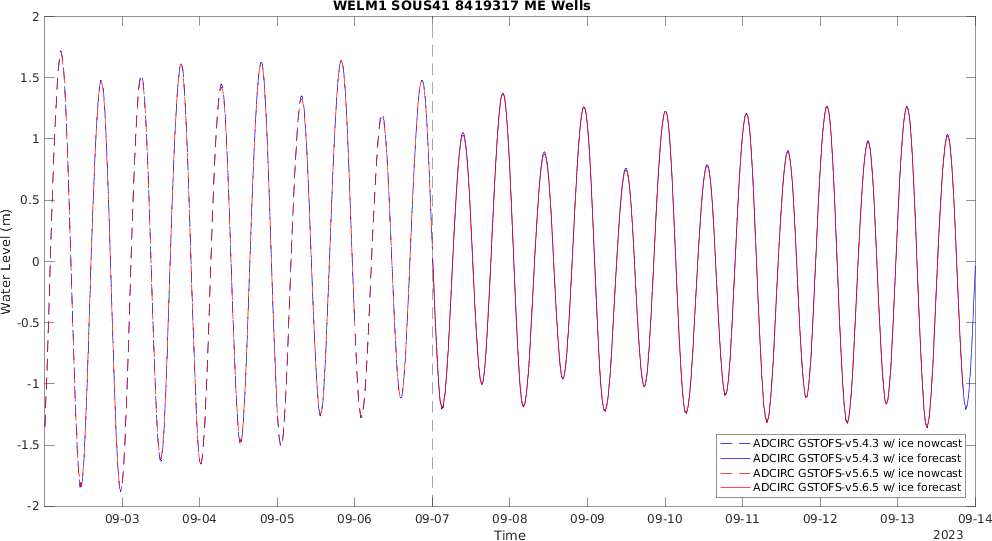 WELM1 SOUS41 8419317 ME Wells
2
1.5
1
0.5
0
-0.5
-1
-1.5
-2
Water Level (m)
09-03 09-04 09-05 09-06 09-07 09-08 09-09 09-10 09-11 09-12 09-13 09-14
Time
2023
ADCIRC GSTOFS-v5.4.3 w/ ice nowcast
ADCIRC GSTOFS-v5.4.3 w/ ice forecast
ADCIRC GSTOFS-v5.6.5 w/ ice nowcast
ADCIRC GSTOFS-v5.6.5 w/ ice forecast